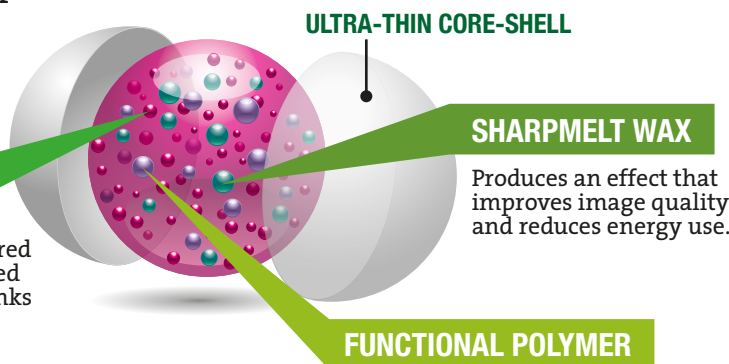 ULTRA-THIN CORE-SHELL
SHARPMELT WAX
Produces an effect that
improves image quality
and reduces energy use.
FUNCTIONAL POLYMER